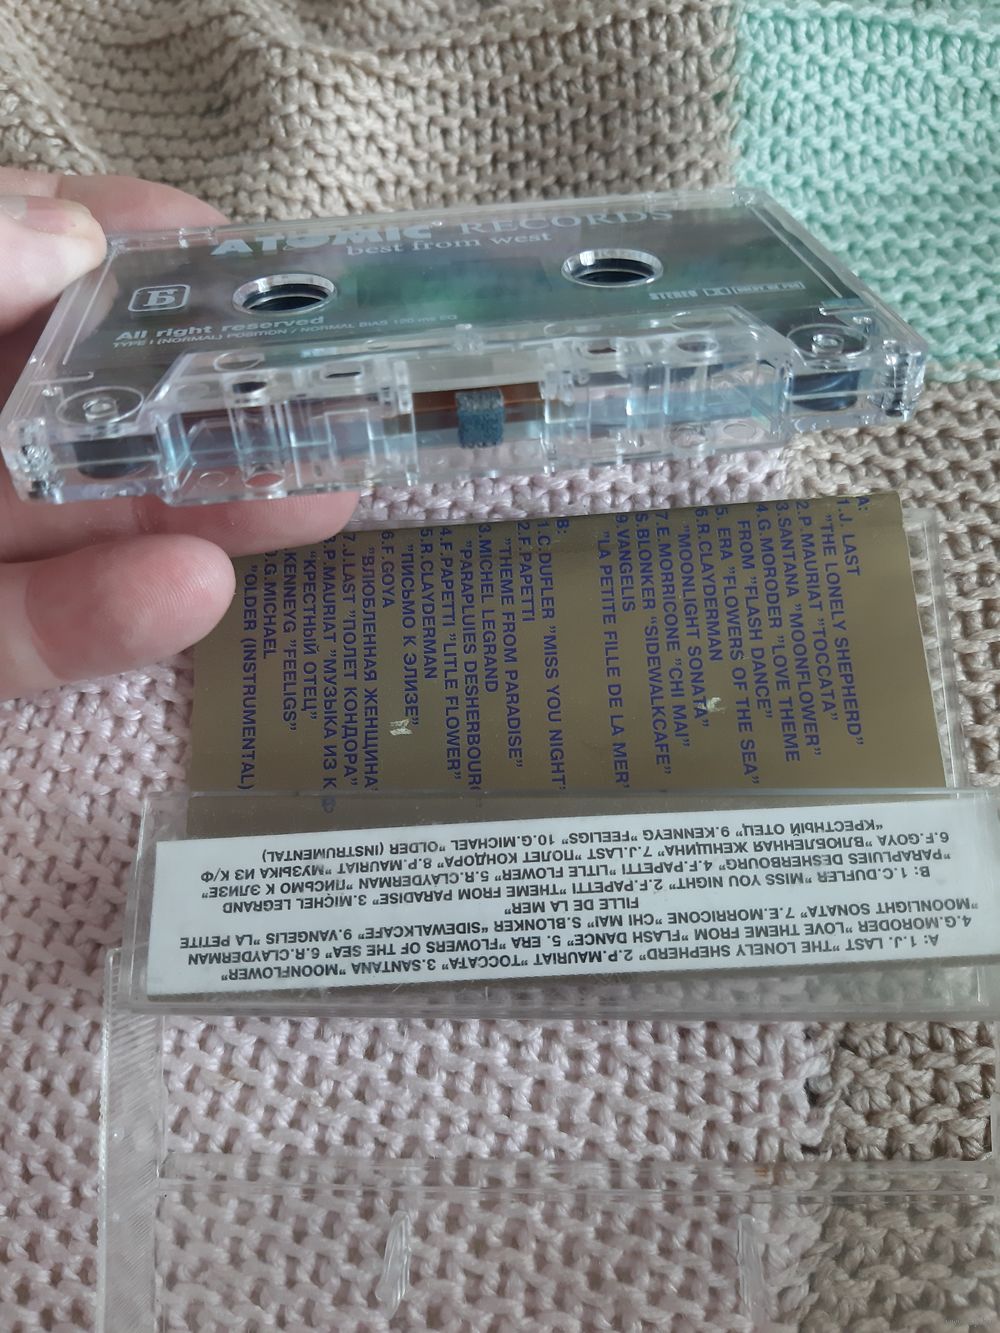 ATOMIC RECORDS
best from west
Б
All right reserved
TYPE I (NORMAL) POSITION / NORMAL BIAS 120 ms EQ
STEREO
A:
1.J. LAST
"THE LONELY SHEPHERD"
2.P. MAURIAT "TOCCATA"
3.SANTANA "MOONFLOWER"
4.G.MORODER "LOVE THEME
FROM "FLASH DANCE"
5. ERA "FLOWERS OF THE SEA"
6.R.CLAYDERMAN
"MOONLIGHT SONATA"
7.E.MORRICONE "CHI MAI"
S.BLONKER "SIDEWALKCAFE"
9.VANGELIS
"LA PETITE FILLE DE LA MER"
B:
1.C.DUFLER "MISS YOU NIGHT"
2.F.PAPETTI
"THEME FROM PARADISE"
3.MICHEL LEGRAND
"PARAPLUIES DESHERBOURG
4.F.PAPETTI "LITLE FLOWER"
5.R.CLAYDERMAN
"ПИСЬМО К ЭЛИЗЕ"
6.F.GOYA
"ВЛЮБЛЕННАЯ ЖЕНЩИНА"
7.J.LAST "ПОЛЕТ КОНДОРА"
.P.MAURIAT "МУЗЫКА ИЗ К
"КРЕСТНЫЙ ОТЕЦ"
.KENNEYG "FEELIGS"
.G.MICHAEL
"OLDER (INSTRUMENTAL)
A: 1.J. LAST "THE LONELY SHEPHERD" 2.P.MAURIAT "TOCCATA" 3.SANTANA "MOONFLOWER"
4.G.MORODER "LOVE THEME FROM "FLASH DANCE" 5. ERA "FLOWERS OF THE SEA" 6.R.CLAYDERMAN
"MOONLIGHT SONATA" 7.E.MORRICONE "CHI MAI" S.BLONKER "SIDEWALKCAFE" 9.VANGELIS "LA PETITE
FILLE DE LA MER"
B: 1.C.DUFLER "MISS YOU NIGHT" 2.F.PAPETTI "THEME FROM PARADISE" 3.MICHEL LEGRAND
"PARAPLUIES DESHERBOURG" 4.F.PAPETTI "LITLE FLOWER" 5.R.CLAYDERMAN "ПИСЬМО К ЭЛИЗЕ"
6.F.GOYA "ВЛЮБЛЕННАЯ ЖЕНЩИНА" 7.J.LAST "ПОЛЕТ КОНДОРА" 8.P.MAURIAT "МУЗЫКА ИЗ К/Ф
"КРЕСТНЫЙ ОТЕЦ" 9.KENNEYG "FEELIGS" 10.G.MICHAEL "OLDER (INSTRUMENTAL)